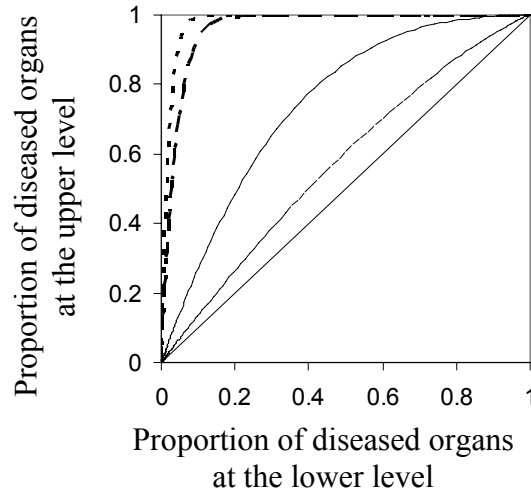 Proportion of diseased organs
at the upper level
1
0.8
0.6
0.4
0.2
0
0 0.2 0.4 0.6 0.8 1
Proportion of diseased organs
at the lower level